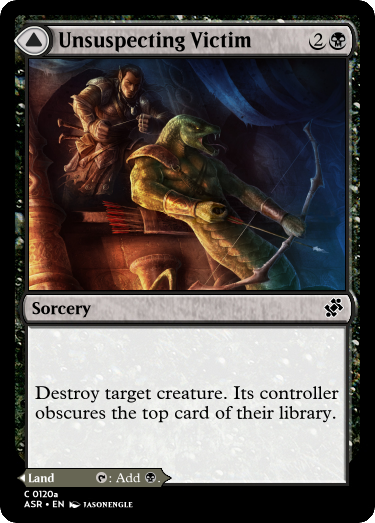 Unsuspecting Victim 2
Sorcery
Destroy target creature. Its controller
obscures the top card of their library.
Land : Add .
C 0120a
ASR • EN JASONENGLE